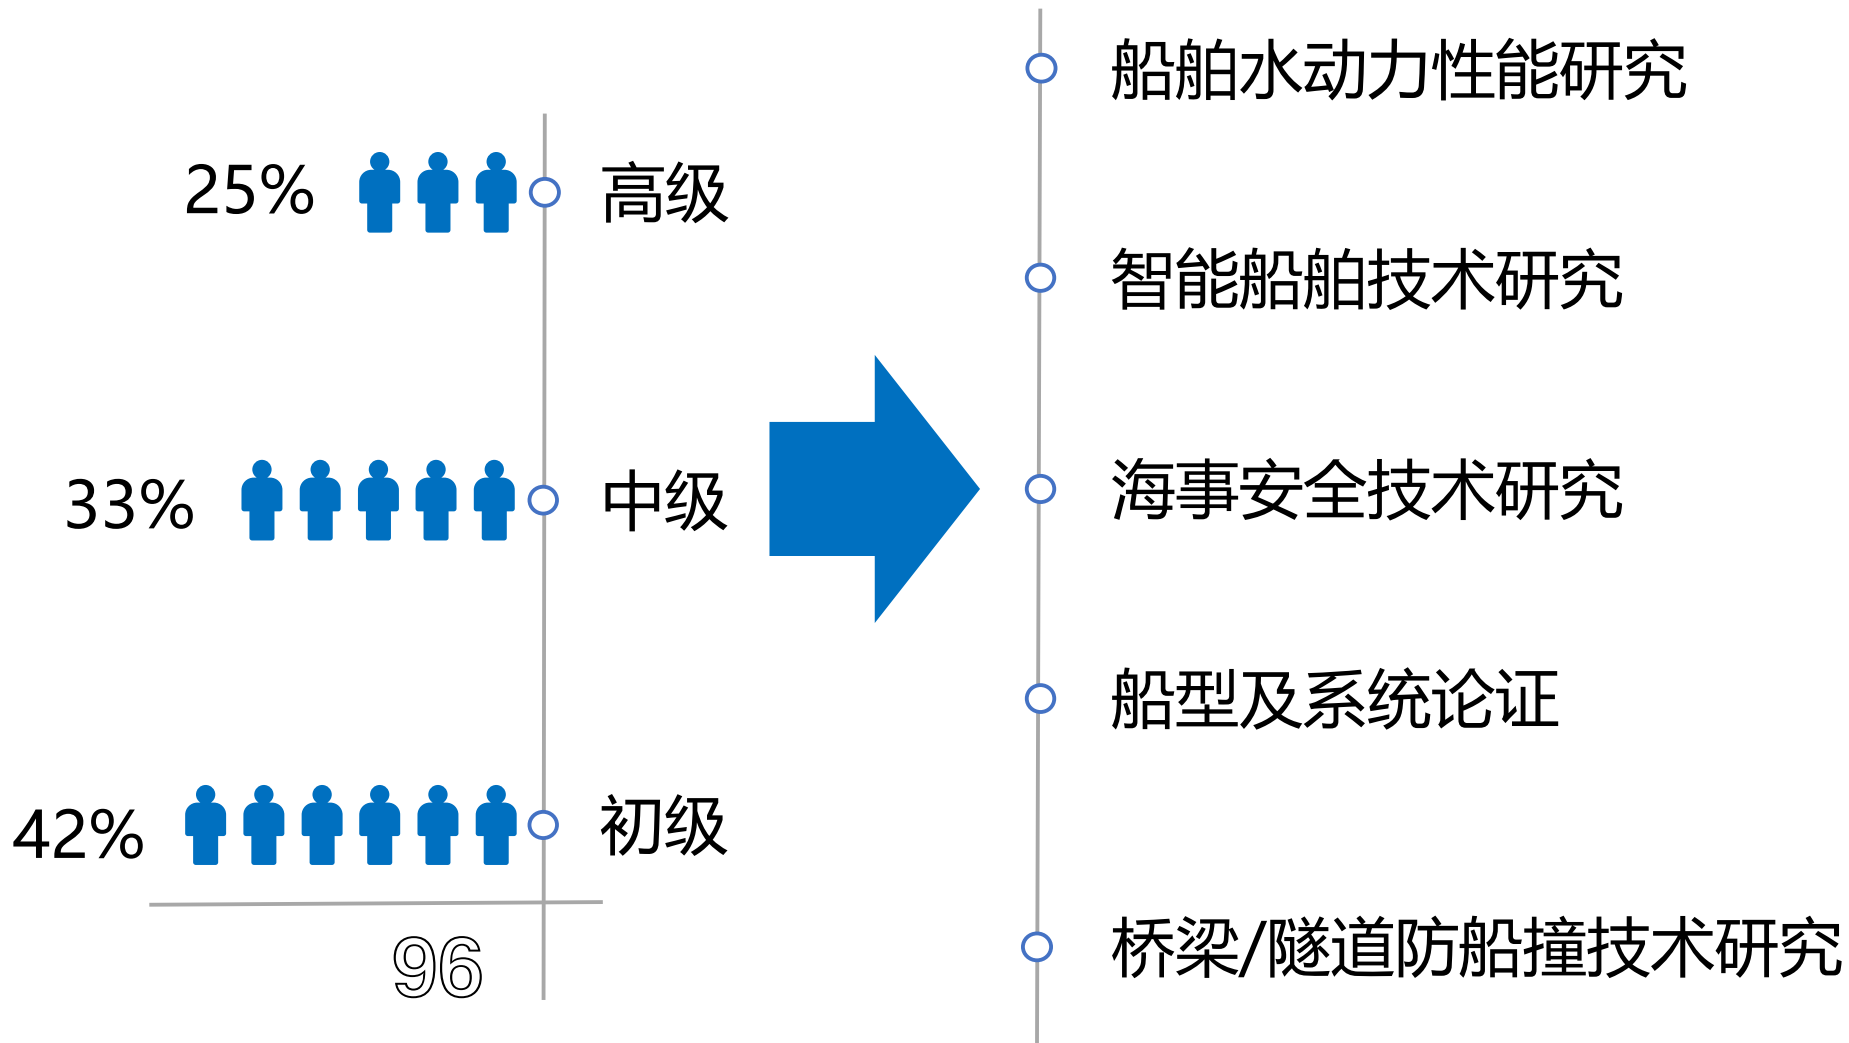 25% 高级
33% 中级
42% 初级
96
船舶水动力性能研究
智能船舶技术研究
海事安全技术研究
船型及系统论证
桥梁/隧道防船撞技术研究